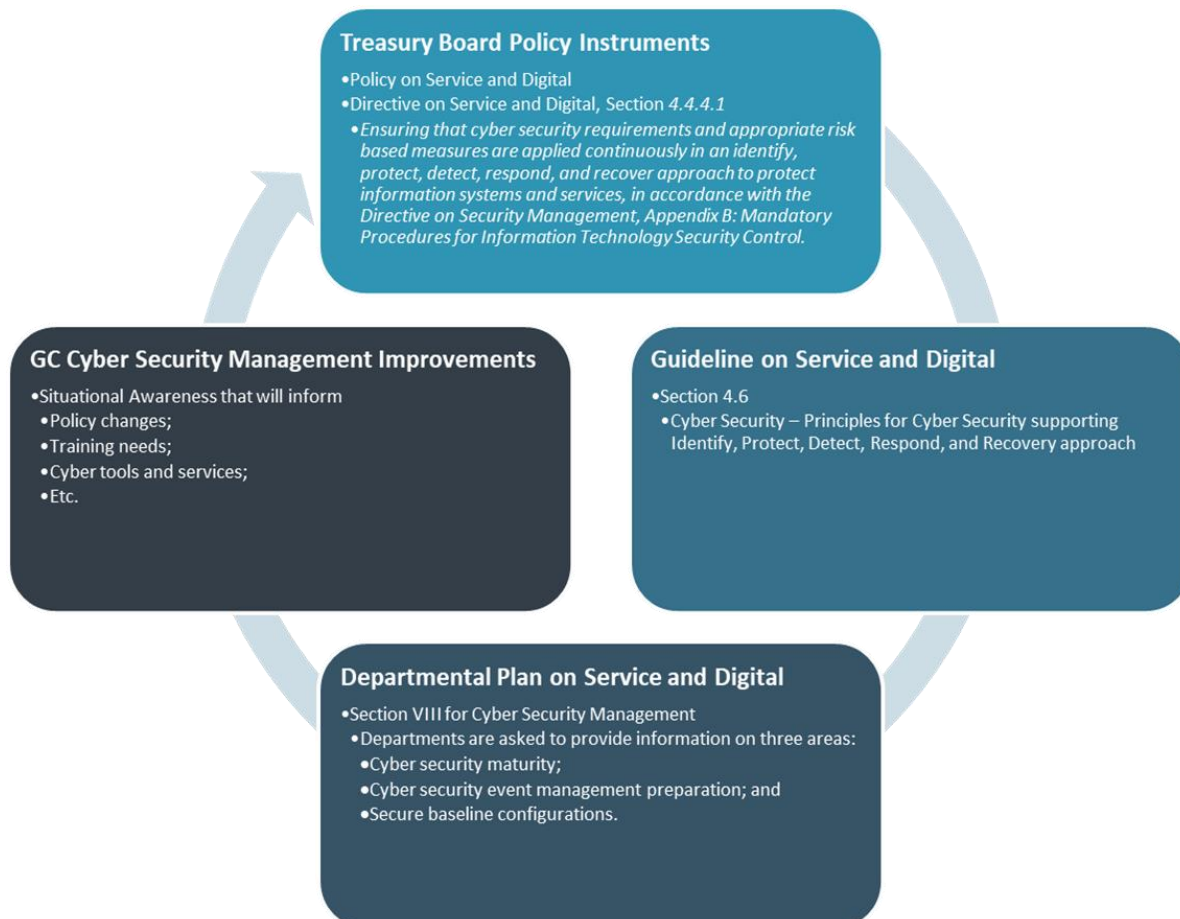 Treasury Board Policy Instruments
•Policy on Service and Digital
•Directive on Service and Digital, Section 4.4.4.1
•Ensuring that cyber security requirements and appropriate risk
based measures are applied continuously in an identify,
protect, detect, respond, and recover approach to protect
information systems and services, in accordance with the
Directive on Security Management, Appendix B: Mandatory
Procedures for Information Technology Security Control.
Guideline on Service and Digital
•Section 4.6
•Cyber Security – Principles for Cyber Security supporting
Identify, Protect, Detect, Respond, and Recovery approach
Departmental Plan on Service and Digital
•Section VIII for Cyber Security Management
•Departments are asked to provide information on three areas:
•Cyber security maturity;
•Cyber security event management preparation; and
•Secure baseline configurations.
GC Cyber Security Management Improvements
•Situational Awareness that will inform
•Policy changes;
•Training needs;
•Cyber tools and services;
•Etc.